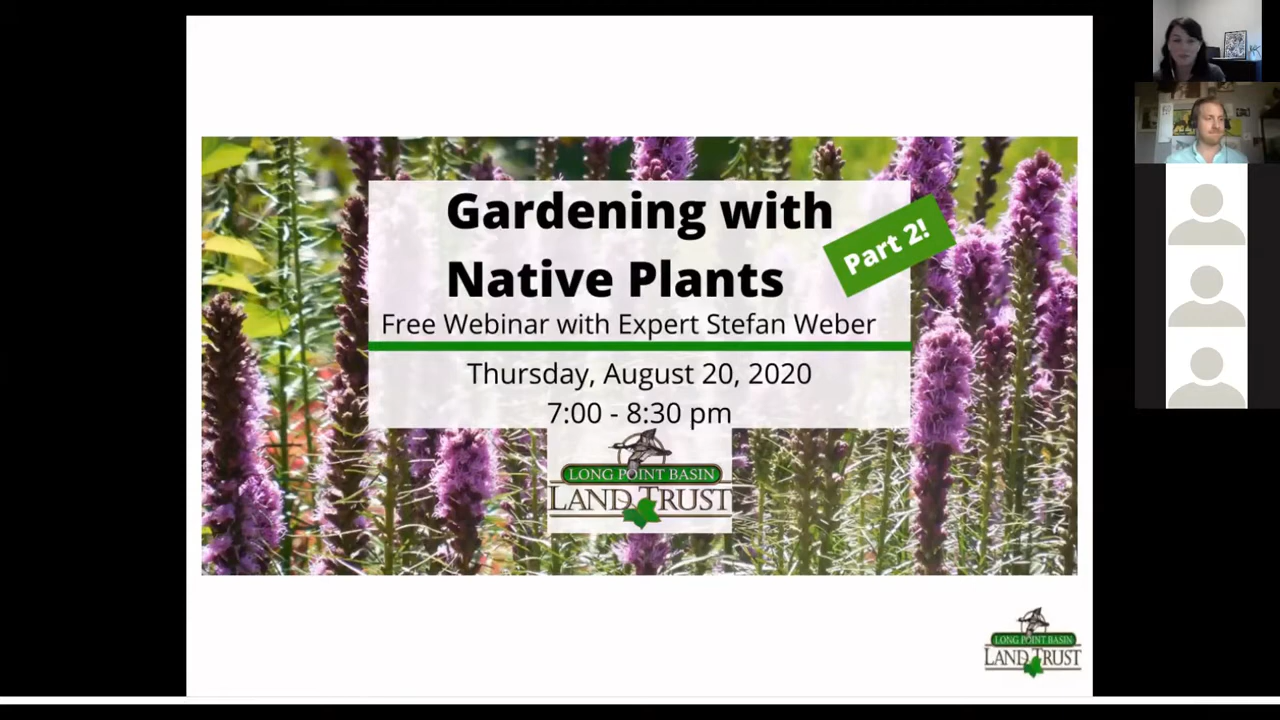 Gardening with
Native Plants
Part 2!
Free Webinar with Expert Stefan Weber
Thursday, August 20, 2020
7:00 - 8:30 pm
LONG POINT BASIN
LAND TRUST
LONG POINT BASIN
LAND TRUST